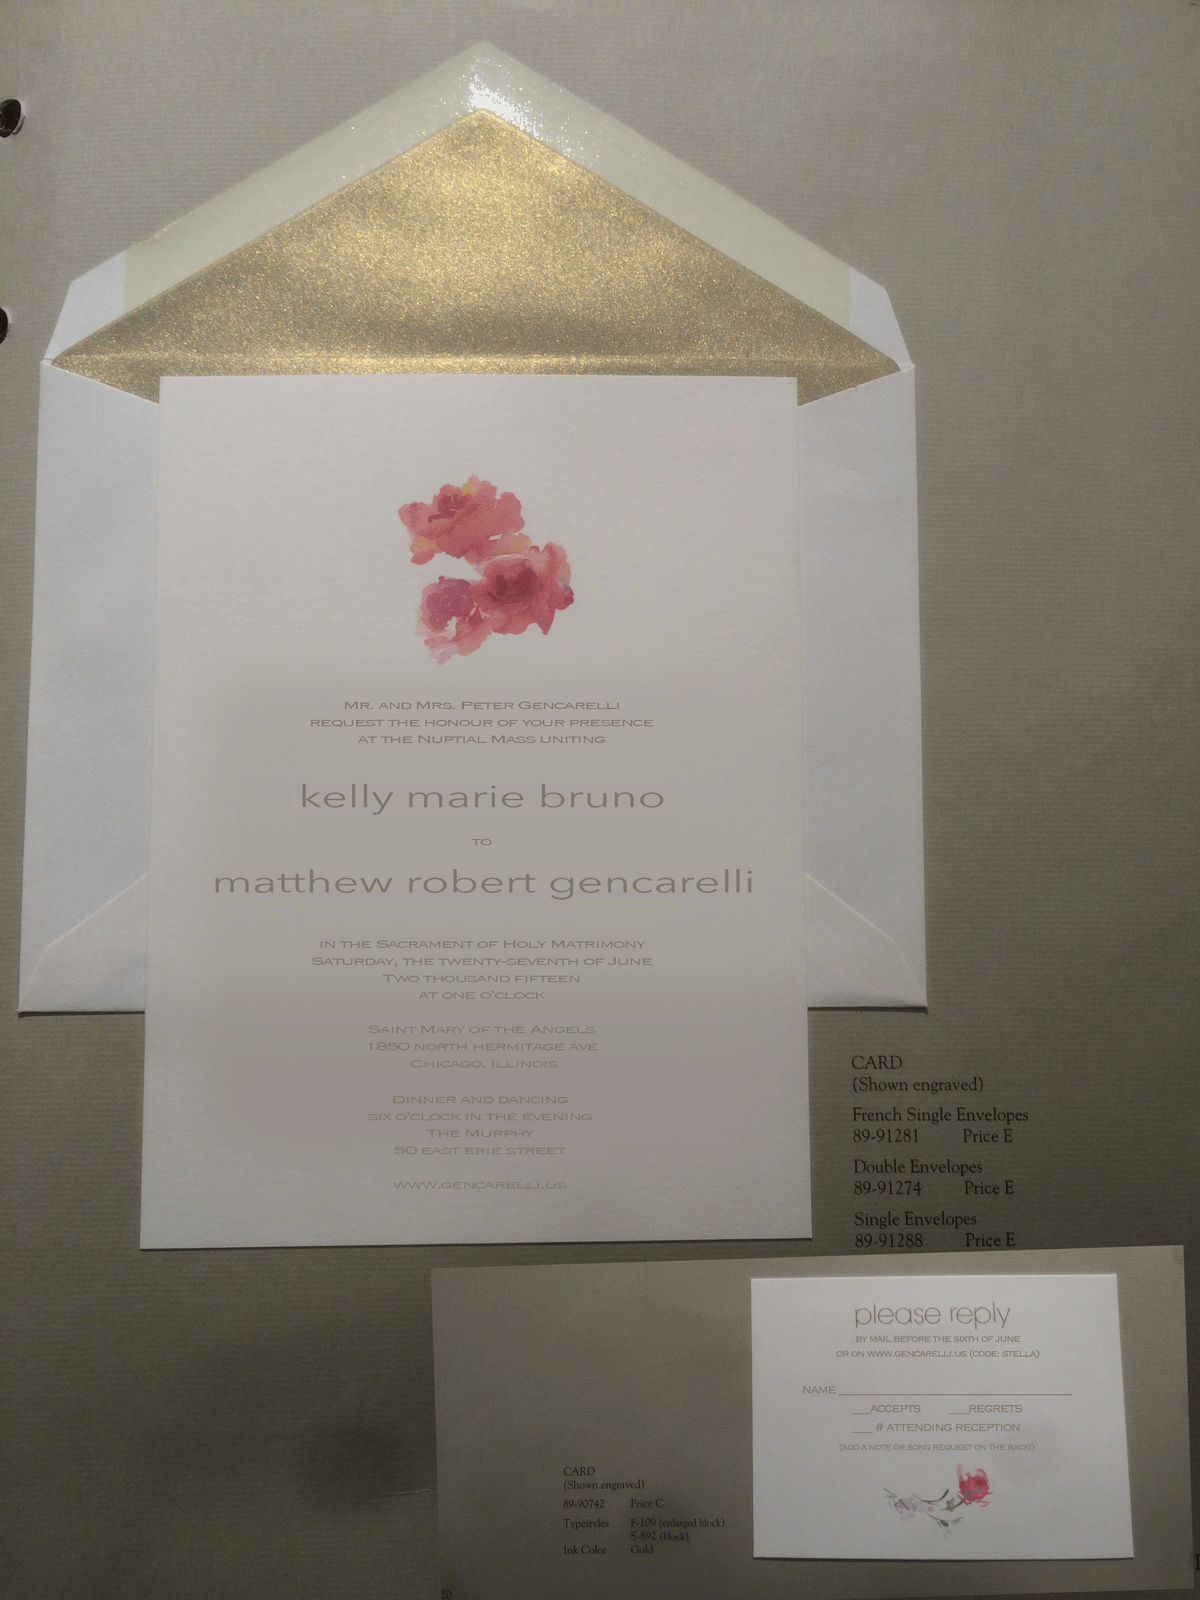 Mr. and Mrs. Peter Gencarelli
request the honour of your presence
at the Nuptial Mass uniting
kelly marie bruno
to
matthew robert gencarelli
in the Sacrament of Holy Matrimony
Saturday, the twenty-seventh of June
Two thousand fifteen
at one o'clock
Saint Mary of the Angels
1850 north hermitage ave
Chicago, Illinois
Dinner and dancing
six o'clock in the evening
The Murphy
50 east erie street
www.gencarelli.us
CARD
(Shown engraved)
French Single Envelopes
89-91281 Price E
Double Envelopes
89-91274 Price E
Single Envelopes
89-91288 Price E
please reply
BY MAIL BEFORE THE SIXTH OF JUNE
OR ON WWW.GENCARELLI.US (CODE: STELLA)
NAME ____________________
___ACCEPTS ___REGRETS
___ # ATTENDING RECEPTION
(ADD A NOTE OR SONG REQUEST ON THE BACK!)
CARD
(Shown engraved)
89-90742 Price C
Typestyles F-109 (enlarged block)
S-892 (block)
Ink Color Gold
20